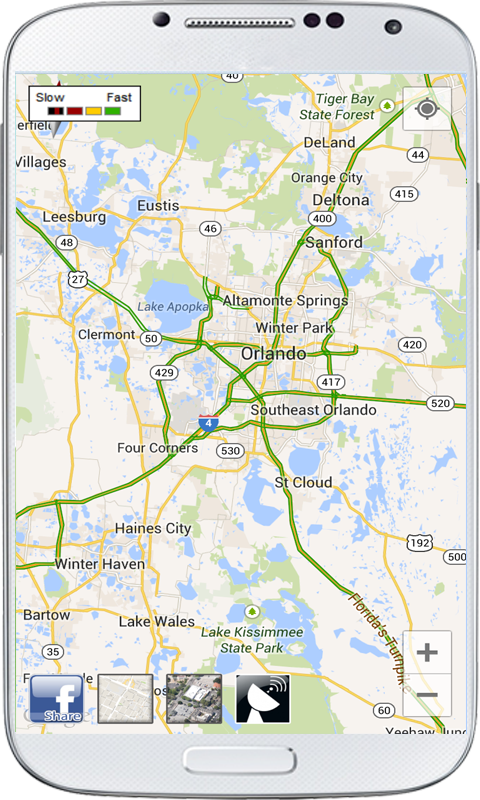 40
Slow Fast
Tiger Bay
State Forest
DeLand
44
Villages
Orange City
415
Eustis
Deltona
Leesburg
400
46
48
Sanford
27
Lake Apopka
Altamonte Springs
Winter Park
Clermont
50
420
Orlando
429
417
520
Southeast Orlando
4
Four Corners
530
St Cloud
Haines City
192
500
Winter Haven
Florida's Turnpik
Bartow
Lake Wales
Lake Kissimmee
State Park
35
+
−
60
f
Share
Yeehaw Junc